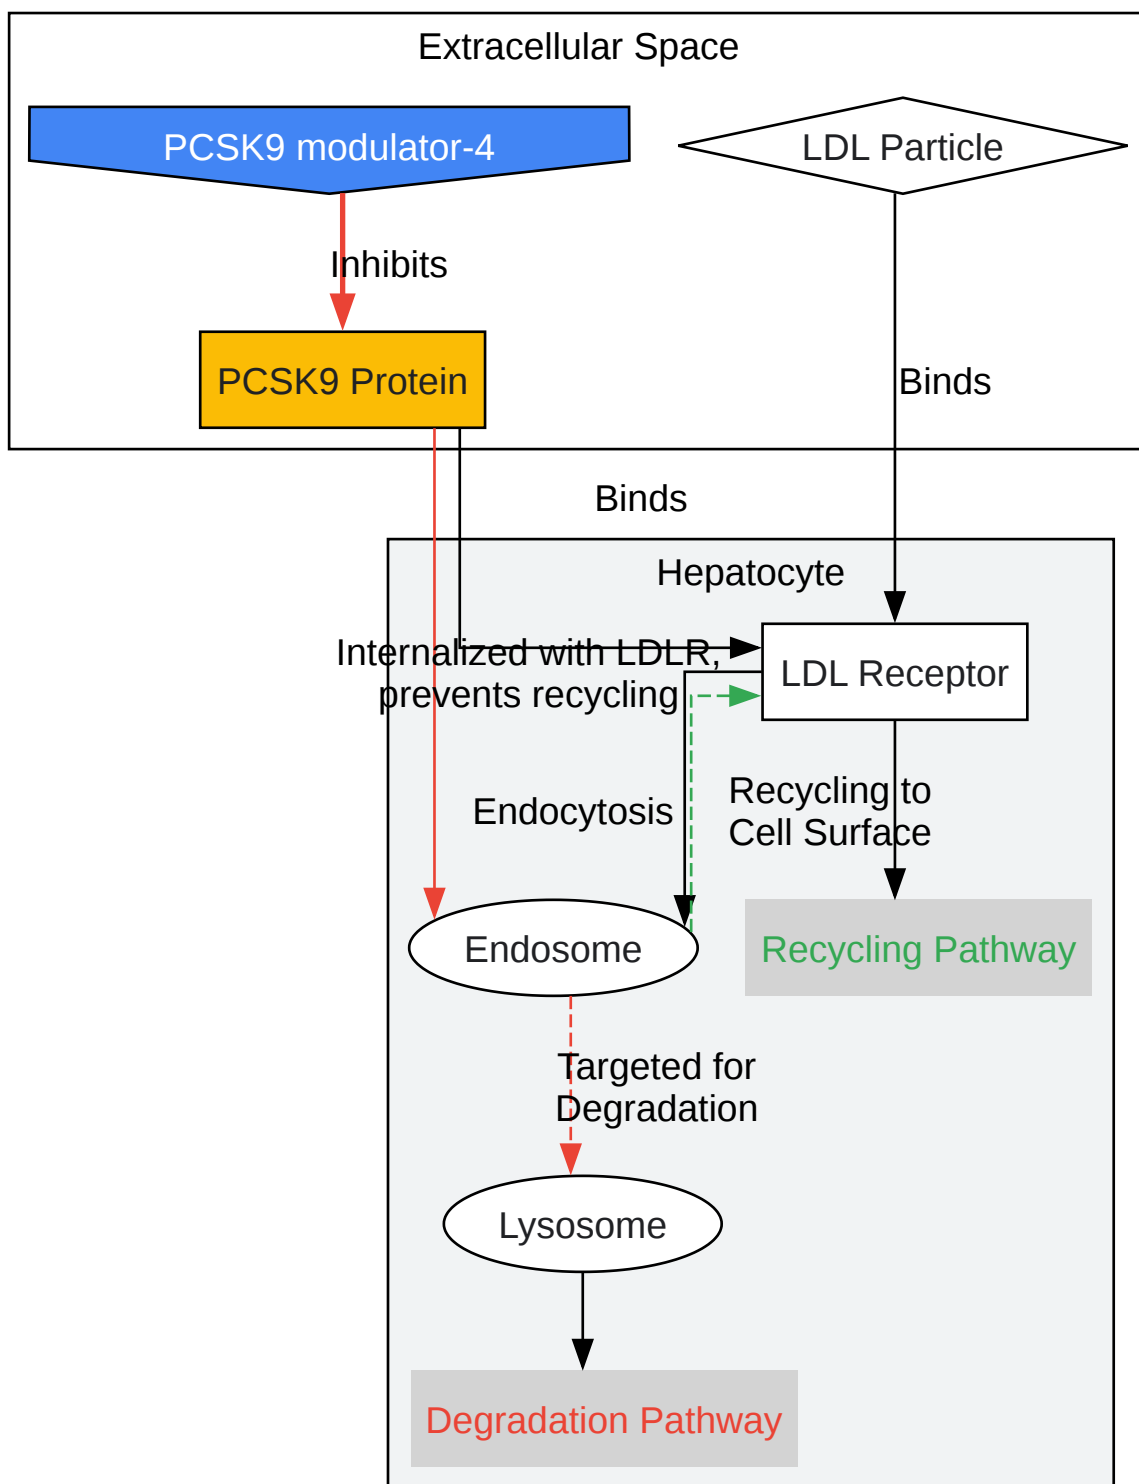 Extracellular Space
PCSK9 modulator-4
LDL Particle
Inhibits
PCSK9 Protein
Binds
Binds
Hepatocyte
Internalized with LDLR,
prevents recycling
LDL Receptor
Endocytosis
Recycling to
Cell Surface
Endosome
Recycling Pathway
Targeted for
Degradation
Lysosome
Degradation Pathway